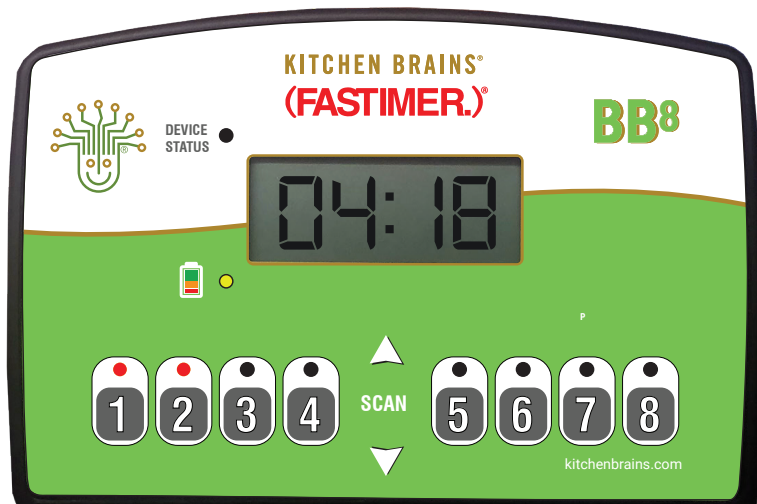 KITCHEN BRAINS®
(FASTIMER.)®
BB8
DEVICE
STATUS
®
04:18
P
1 2 3 4 SCAN 5 6 7 8
kitchenbrains.com